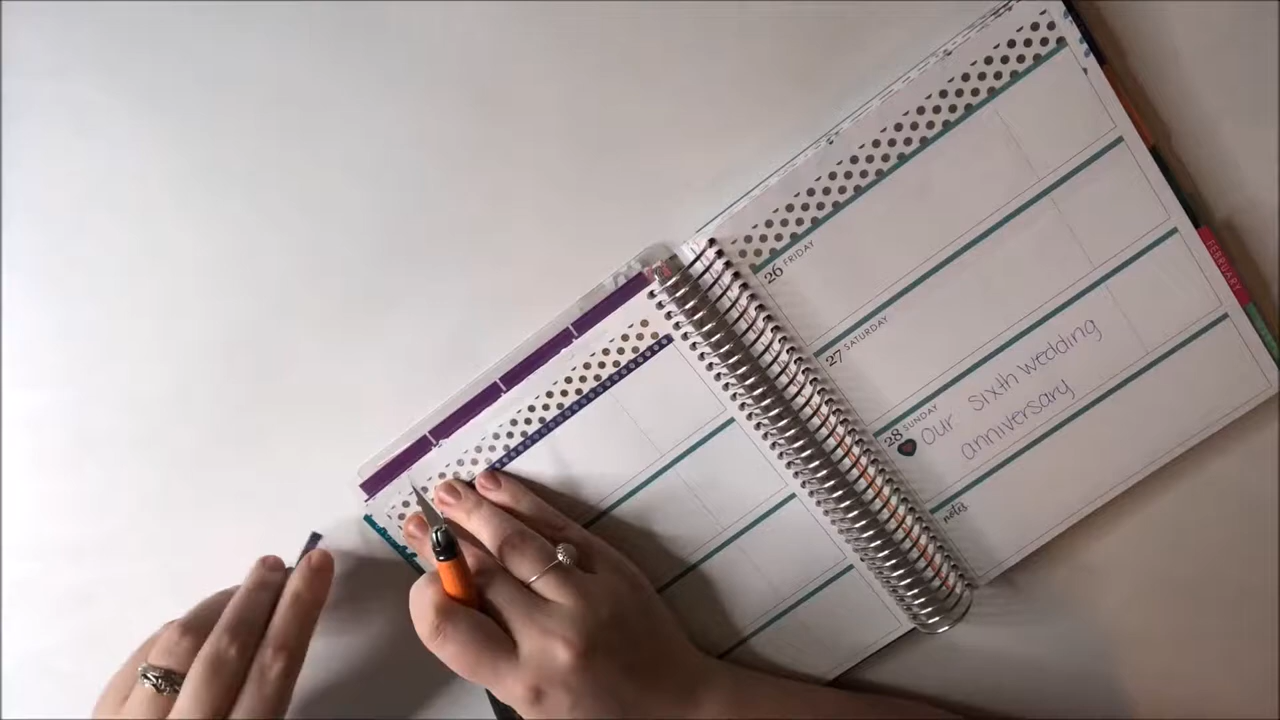 26 FRIDAY
27 SATURDAY
28 SUNDAY
our sixth wedding
anniversary
notes
FEBRUARY